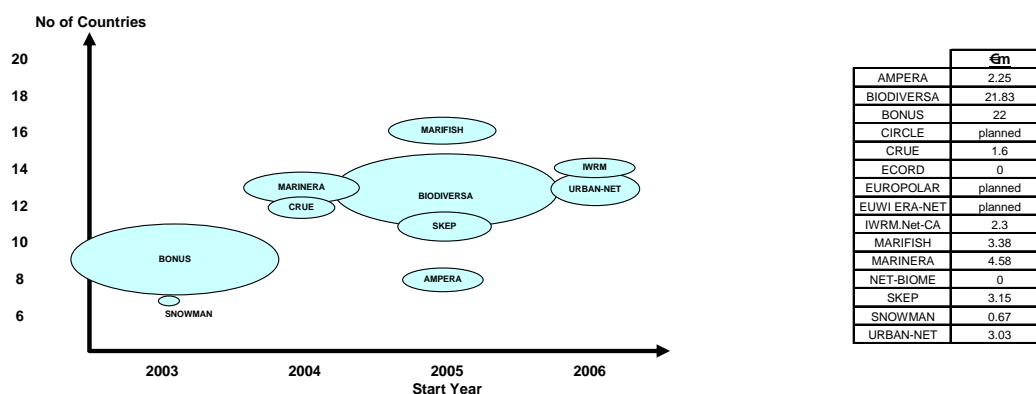 No of Countries
20
18
16
14
12
10
8
6
MARIFISH
IWRM
MARINERA
URBAN-NET
BIODIVERSA
CRUE
SKEP
BONUS
AMPERA
SNOWMAN
2003 2004 2005 2006
Start Year
€m
AMPERA 2.25
BIODIVERSA 21.83
BONUS 22
CIRCLE planned
CRUE 1.6
ECORD 0
EUROPOLAR planned
EUWI ERA-NET planned
IWRM.Net-CA 2.3
MARIFISH 3.38
MARINERA 4.58
NET-BIOME 0
SKEP 3.15
SNOWMAN 0.67
URBAN-NET 3.03